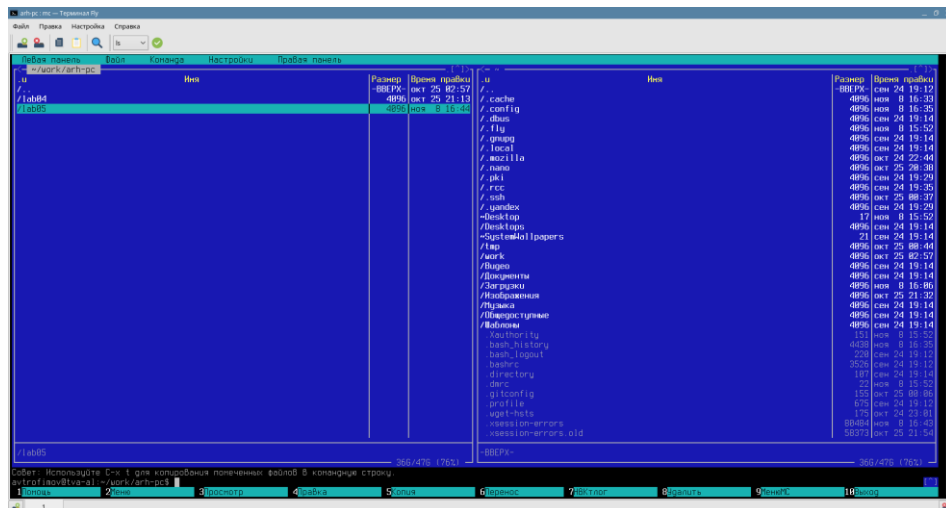 arh-pc : mc — Терминал Fly
Файл Правка Настройка Справка
Левая панель Файл Команда Настройки Правая панель
~/work/arh-pc
.и Имя Размер Время правки
/.. -ВВЕРХ- окт 25 02:57
/lab04 4096 окт 25 21:13
/lab05 4096 ноя 8 16:44
/lab05
36G/47G (76%)
.и Имя Размер Время правки
/.. -ВВЕРХ- сен 24 19:12
/.cache 4096 ноя 8 16:33
/.config 4096 ноя 8 16:35
/.dbus 4096 сен 24 19:14
/.fly 4096 ноя 8 15:52
/.gnupg 4096 сен 24 19:14
/.local 4096 сен 24 19:14
/.mozilla 4096 окт 24 22:44
/.nano 4096 окт 25 20:38
/.pki 4096 сен 24 19:29
/.rcc 4096 сен 24 19:35
/.ssh 4096 окт 25 00:37
/.yandex 4096 сен 24 19:29
~Desktop 17 ноя 8 15:52
/Desktops 4096 сен 24 19:14
~SystemWallpapers 21 сен 24 19:14
/tmp 4096 окт 25 00:44
/work 4096 окт 25 02:57
/Видео 4096 сен 24 19:14
/Документы 4096 сен 24 19:14
/Загрузки 4096 ноя 8 16:06
/Изображения 4096 окт 25 21:32
/Музыка 4096 сен 24 19:14
/Общедоступные 4096 сен 24 19:14
/Шаблоны 4096 сен 24 19:14
.Xauthority 151 ноя 8 15:52
.bash_history 4438 ноя 8 16:35
.bash_logout 220 сен 24 19:12
.bashrc 3526 сен 24 19:12
.directory 107 сен 24 19:14
.dmrc 22 ноя 8 15:52
.gitconfig 155 окт 25 00:06
.profile 675 сен 24 19:12
.wget-hsts 175 окт 24 23:01
.xsession-errors 80484 ноя 8 16:43
.xsession-errors.old 50373 окт 25 21:54
-ВВЕРХ-
36G/47G (76%)
Совет: Используйте C-x t для копирования помеченных файлов в командную строку.
avtrofimov@tva-al:~/work/arh-pc$
1Помощь 2Меню 3Просмотр 4Правка 5Копия 6Перенос 7НВКтлог 8Удалить 9МенюMC 10Выход
1